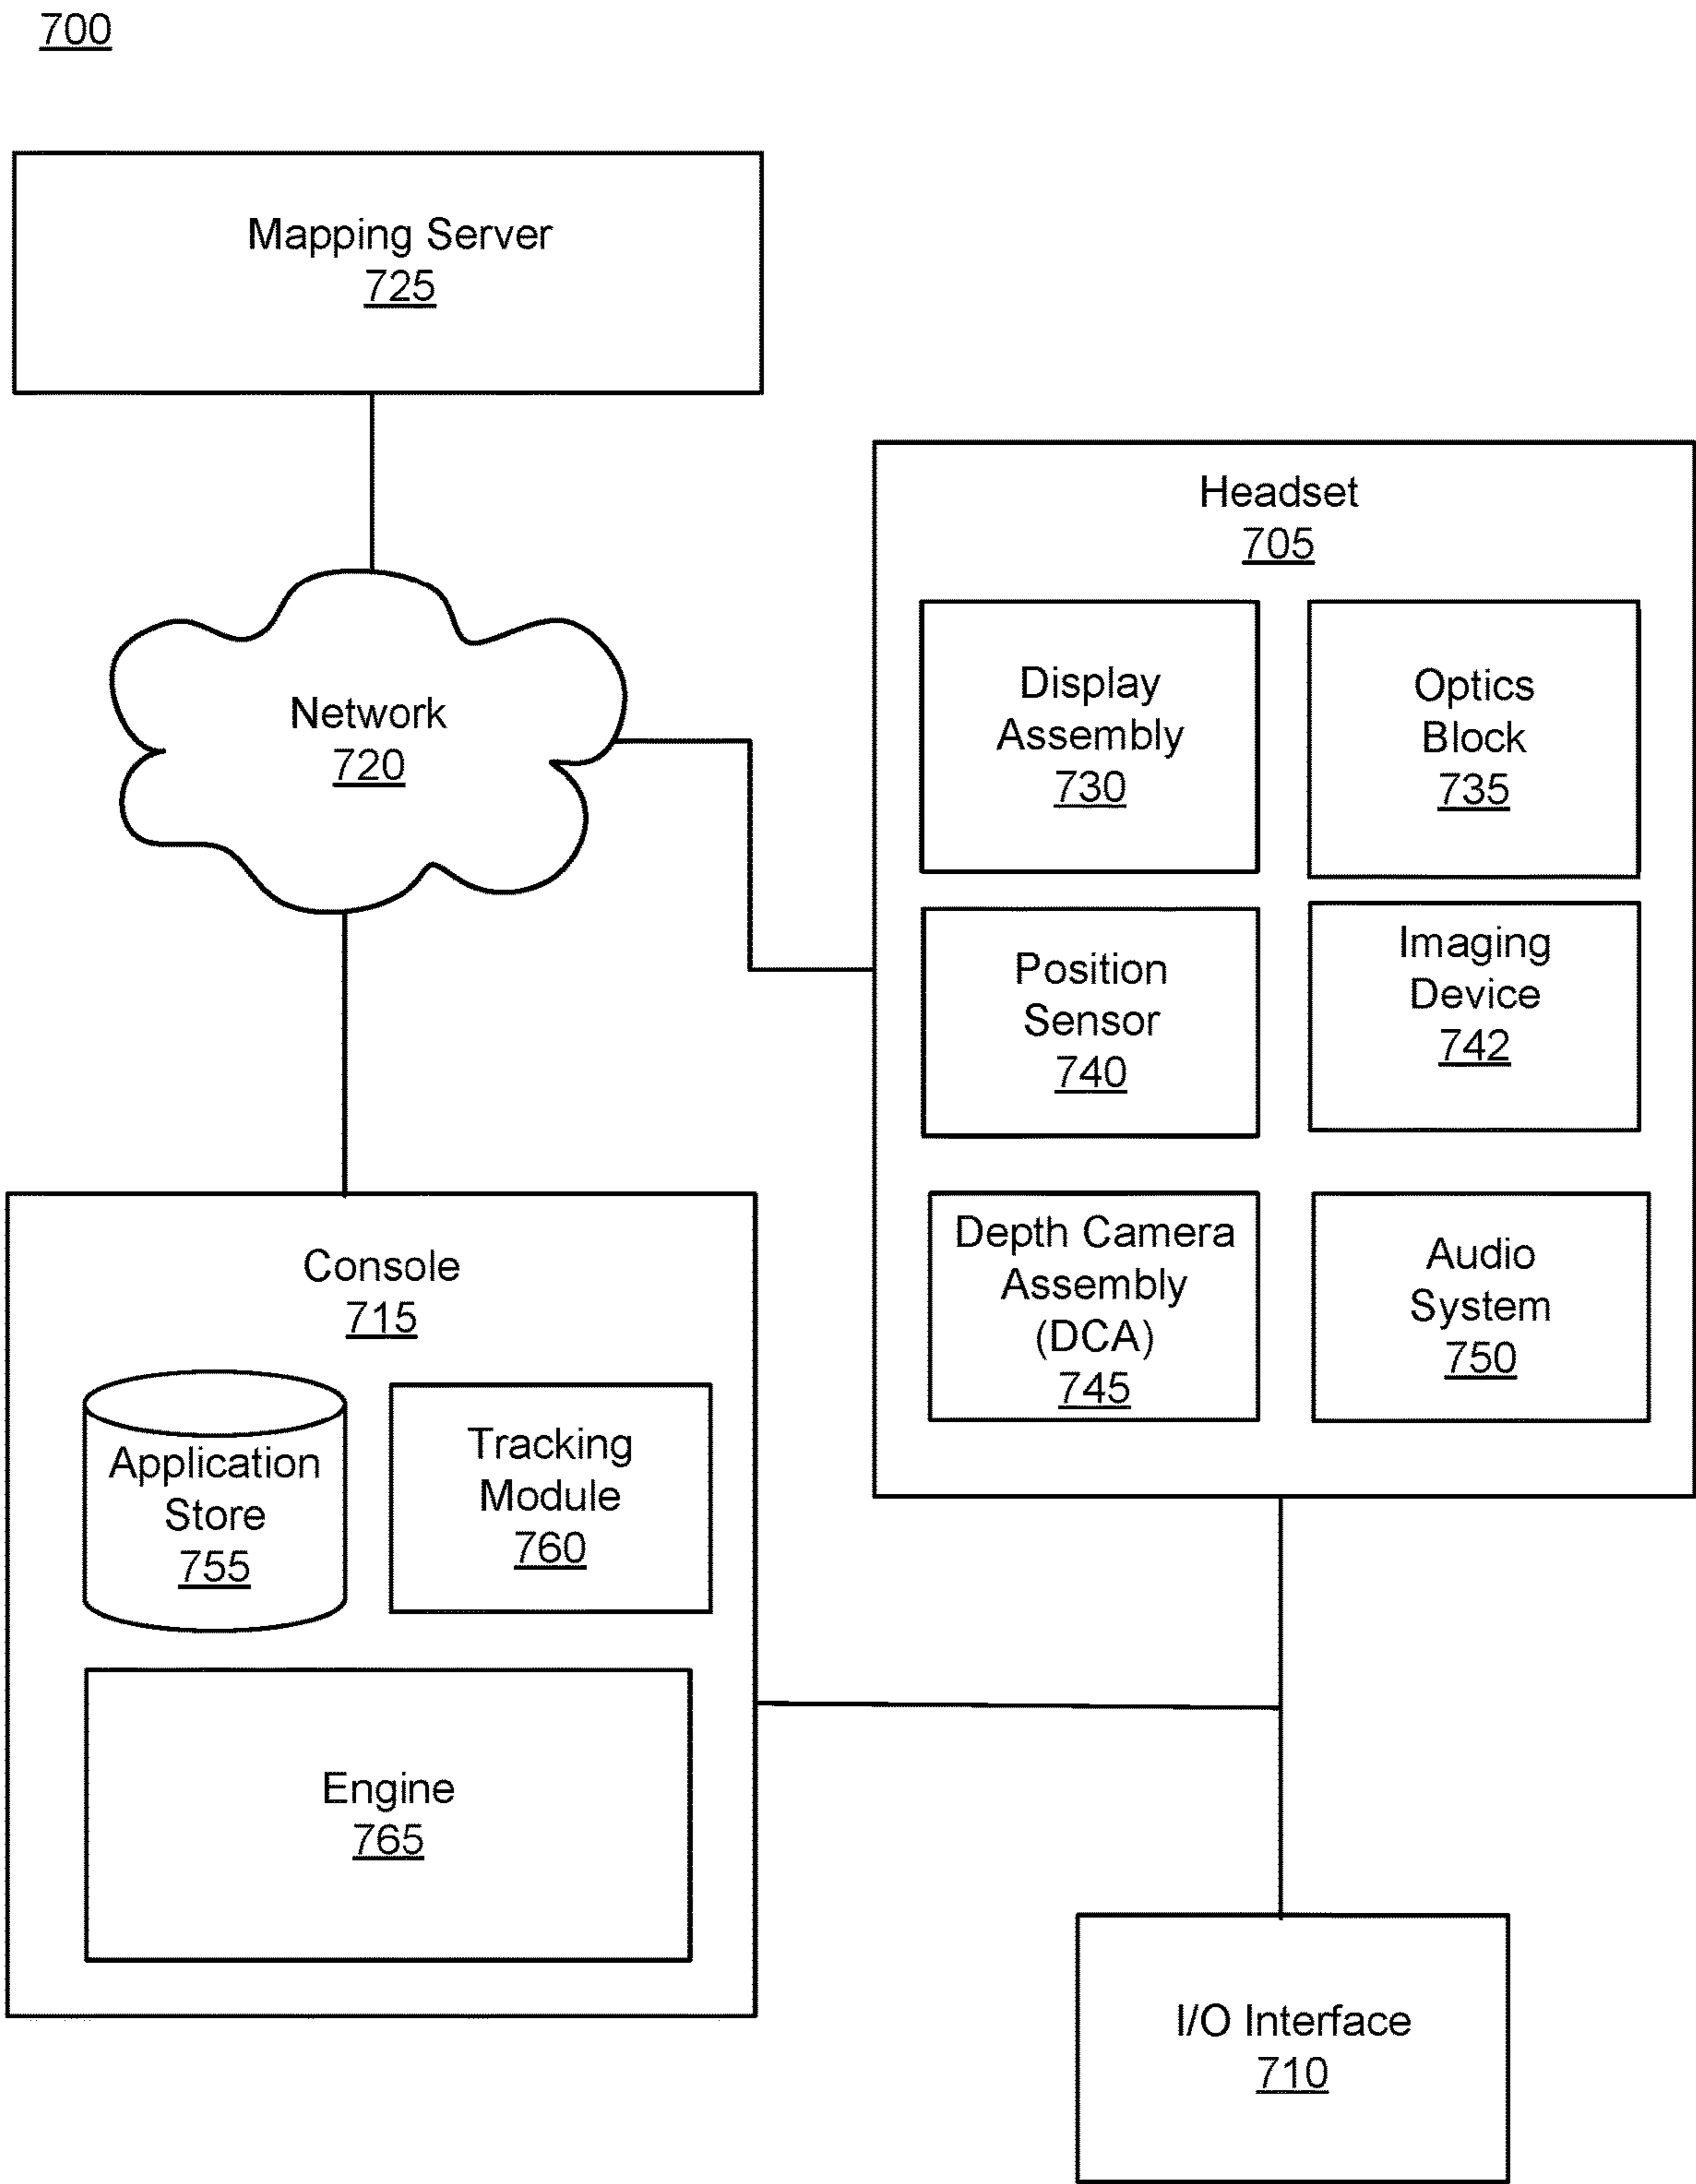 700
Mapping Server
725
Network
720
Headset
705
Display
Assembly
730
Optics
Block
735
Position
Sensor
740
Imaging
Device
742
Depth Camera
Assembly
(DCA)
745
Audio
System
750
Console
715
Application
Store
755
Tracking
Module
760
Engine
765
I/O Interface
710